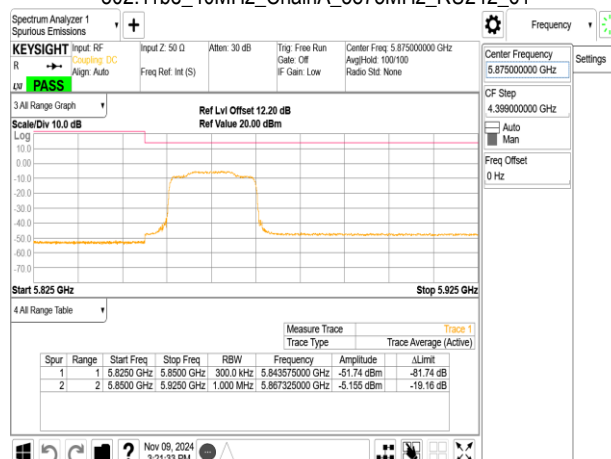 802.11be_40MHz_ChainA_5875MHz_RU242_61
Spectrum Analyzer 1
Spurious Emissions
Frequency
Settings
KEYSIGHT
R
LXI PASS
Input: RF
Coupling: DC
Align: Auto
Input Z: 50 Ω
Freq Ref: Int (S)
Atten: 30 dB
Trig: Free Run
Gate: Off
IF Gain: Low
Center Freq: 5.875000000 GHz
Avg|Hold: 100/100
Radio Std: None
Center Frequency
5.875000000 GHz
CF Step
4.399000000 GHz
Auto
Man
Freq Offset
0 Hz
3 All Range Graph
Scale/Div 10.0 dB
Ref Lvl Offset 12.20 dB
Ref Value 20.00 dBm
Log
10.0
0.00
-10.0
-20.0
-30.0
-40.0
-50.0
-60.0
-70.0
Start 5.825 GHz
Stop 5.925 GHz
4 All Range Table
Measure Trace Trace 1
Trace Type Trace Average (Active)
Spur Range Start Freq Stop Freq RBW Frequency Amplitude ΔLimit
1 1 5.8250 GHz 5.8500 GHz 300.0 kHz 5.843575000 GHz -51.74 dBm -81.74 dB
2 2 5.8500 GHz 5.9250 GHz 1.000 MHz 5.867325000 GHz -5.155 dBm -19.16 dB
?
Nov 09, 2024
3:21:33 PM